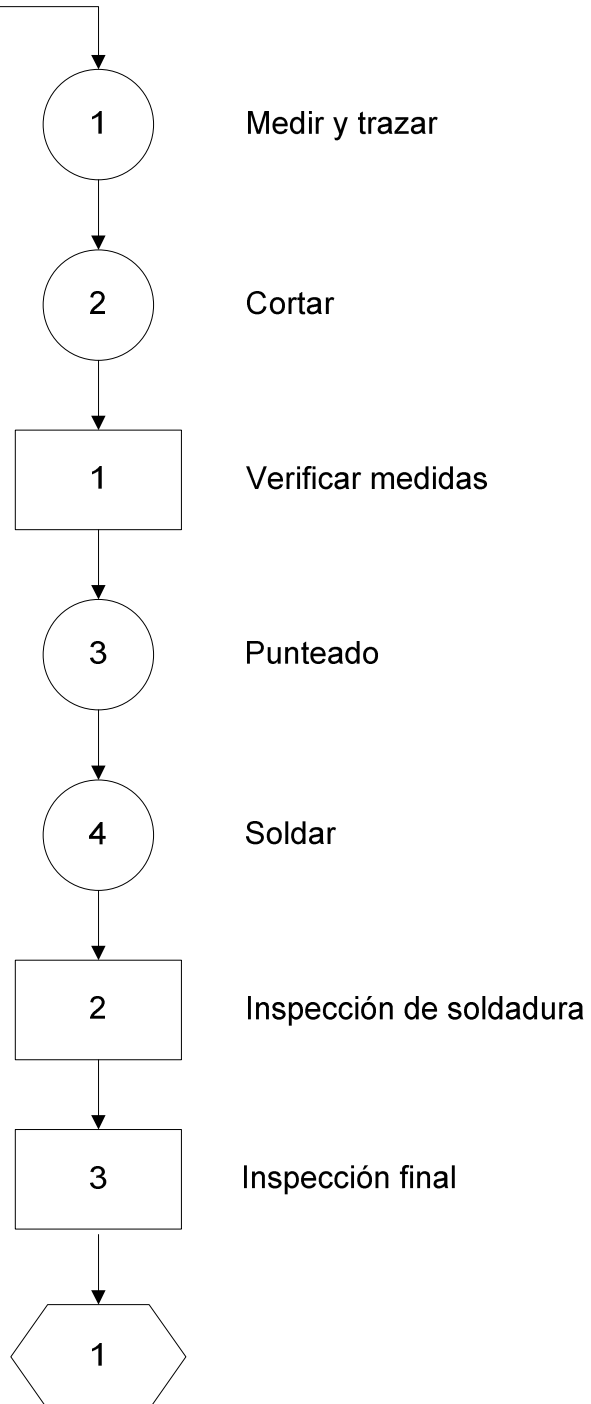 1 Medir y trazar
2 Cortar
1 Verificar medidas
3 Punteado
4 Soldar
2 Inspección de soldadura
3 Inspección final
1